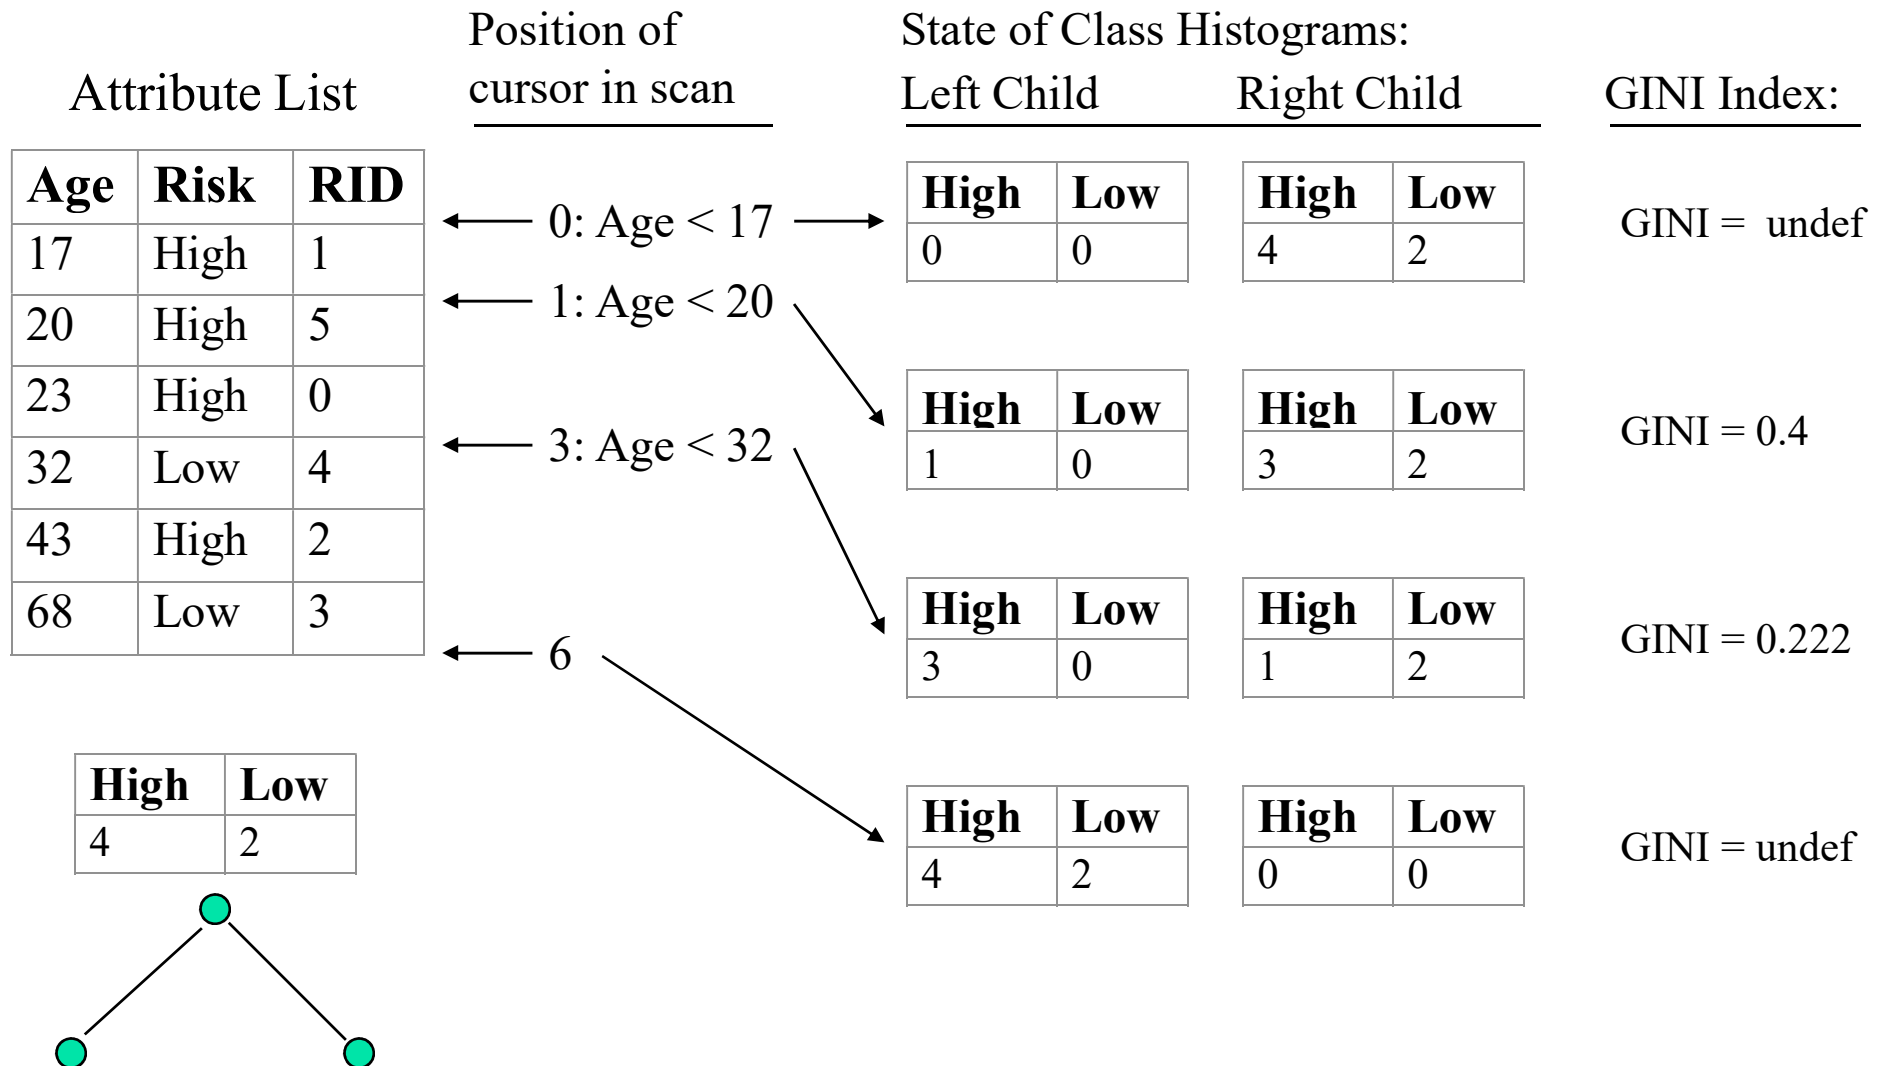 Position of
cursor in scan
State of Class Histograms:
Attribute List
Left Child Right Child
GINI Index:
Age Risk RID
17 High 1
20 High 5
23 High 0
32 Low 4
43 High 2
68 Low 3
0: Age < 17
1: Age < 20
3: Age < 32
6
High Low High Low
0 0 4 2
GINI = undef
High Low High Low
1 0 3 2
GINI = 0.4
High Low High Low
3 0 1 2
GINI = 0.222
High Low High Low
4 2 0 0
GINI = undef
High Low
4 2